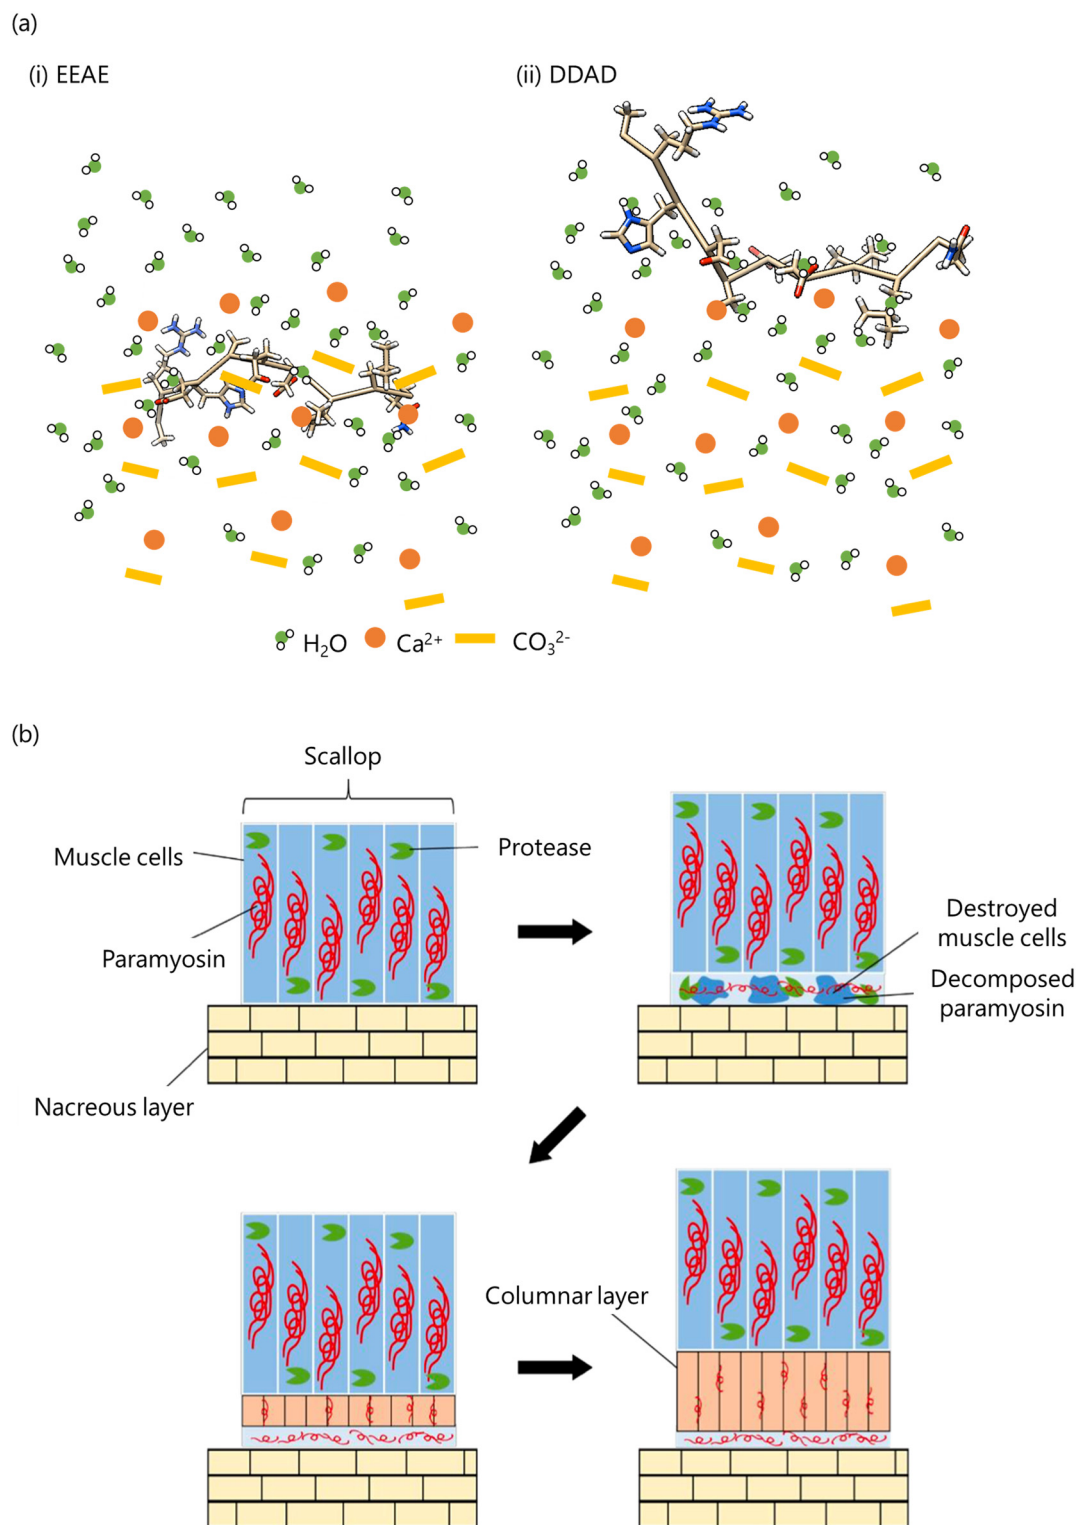 (a)
(i) EEAE
(ii) DDAD
H₂O
Ca²⁺
CO₃²⁻
(b)
Scallop
Muscle cells
Protease
Paramyosin
Destroyed
muscle cells
Decomposed
paramyosin
Nacreous layer
Columnar layer